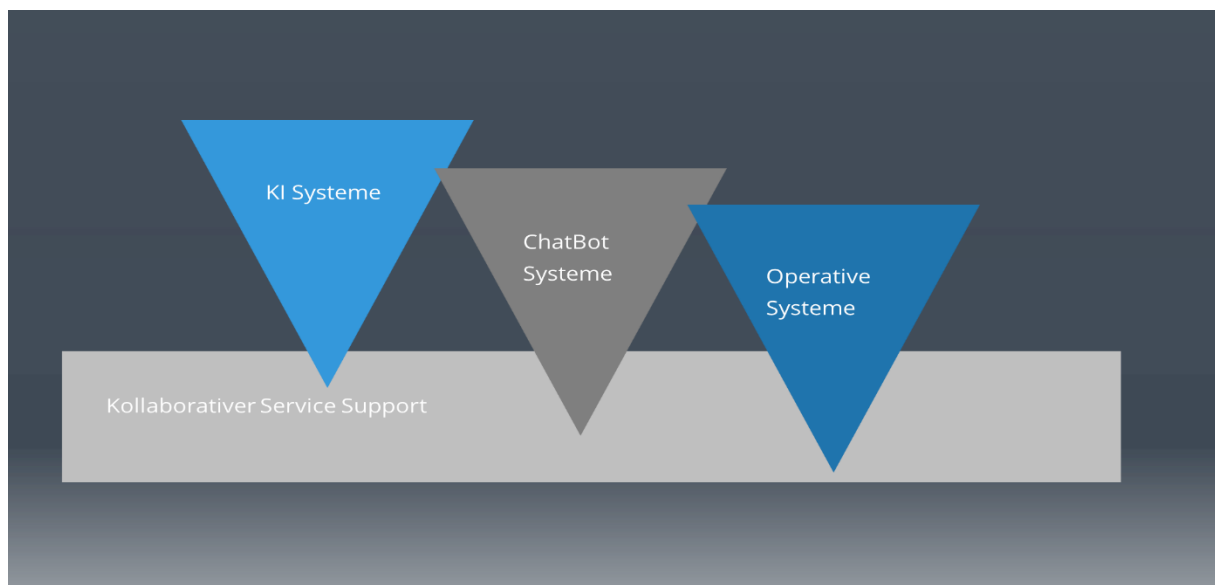 KI Systeme
ChatBot
Systeme
Operative
Systeme
Kollaborativer Service Support